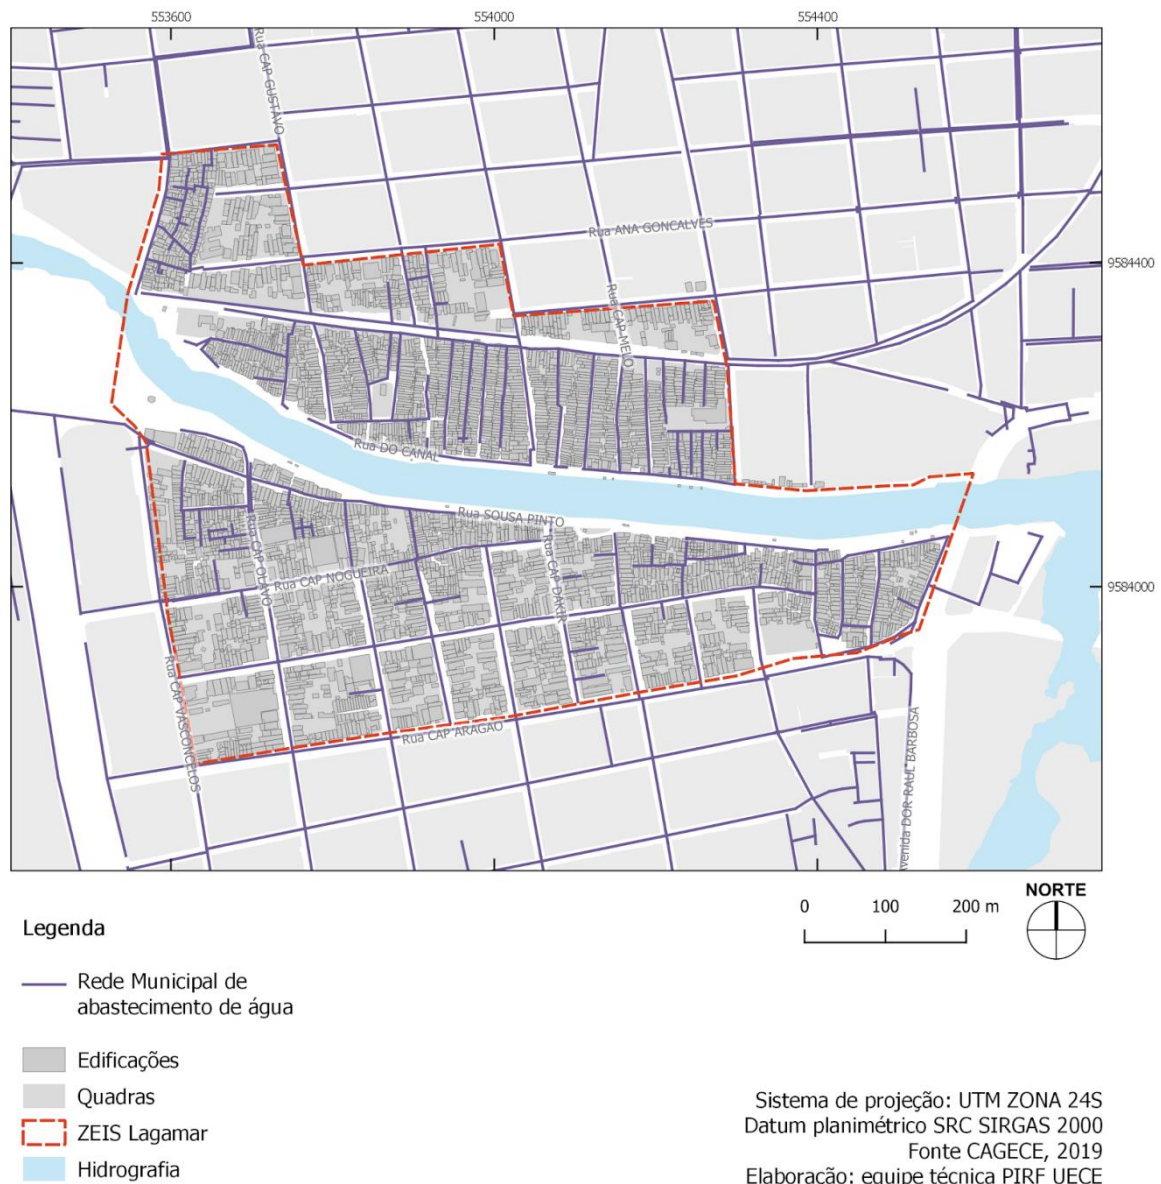 553600
554000
554400
Rua CAP GUSTAVO
Rua ANA GONCALVES
9584400
Rua CAP MELO
Rua DO CANAL
Rua SOUSA PINTO
Rua CAP OLAVO
Rua CAP NOGUEIRA
Rua CAP DAKIR
9584000
Rua CAP VASCONCELOS
Rua CAP ARAGAO
Avenida DOR RAUL BARBOSA
0 100 200 m
NORTE
Legenda
Rede Municipal de
abastecimento de água
Edificações
Quadras
ZEIS Lagamar
Hidrografia
Sistema de projeção: UTM ZONA 24S
Datum planimétrico SRC SIRGAS 2000
Fonte CAGECE, 2019
Elaboração: equipe técnica PIRF UECE